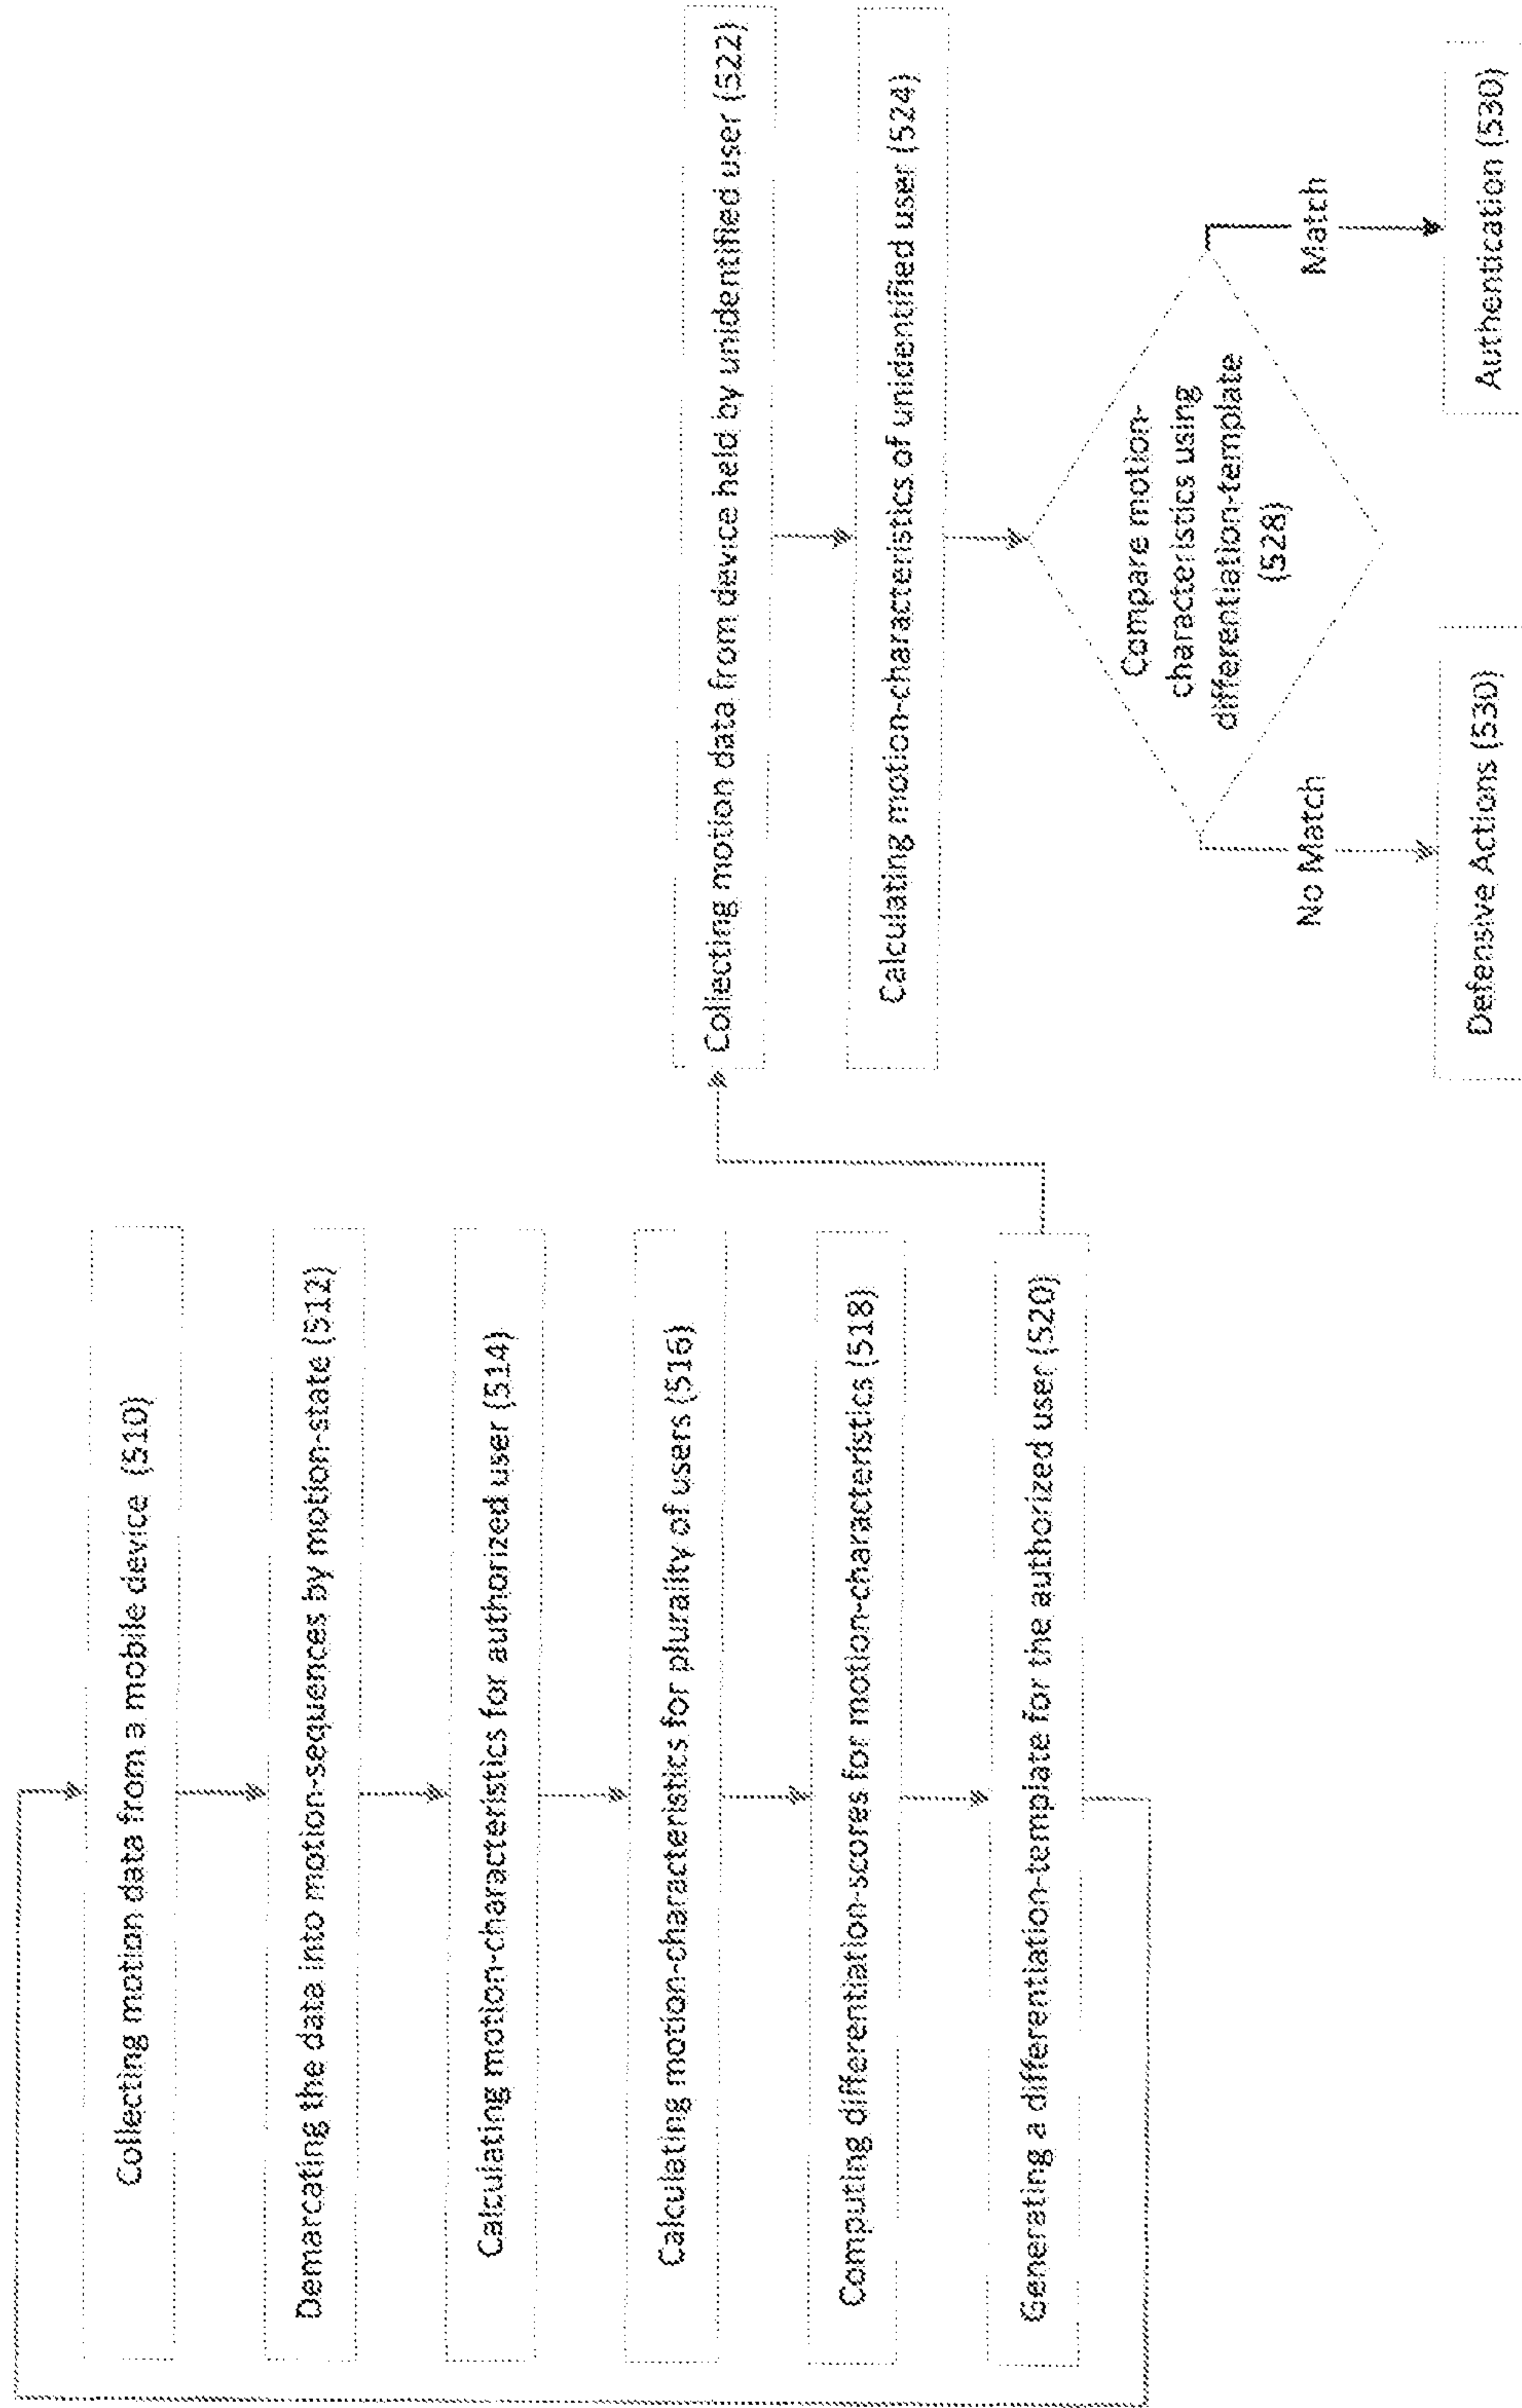 Collecting motion data from a mobile device (510)
Demarcating the data into motion-sequences by motion-state (512)
Calculating motion-characteristics for authorized user (514)
Calculating motion-characteristics for plurality of users (516)
Computing differentiation-scores for motion-characteristics (518)
Generating a differentiation-template for the authorized user (520)
Collecting motion data from device held by unidentified user (522)
Calculating motion-characteristics of unidentified user (524)
Compare motion-
characteristics using
differentiation-template
(528)
No Match
Match
Defensive Actions (530)
Authentication (530)